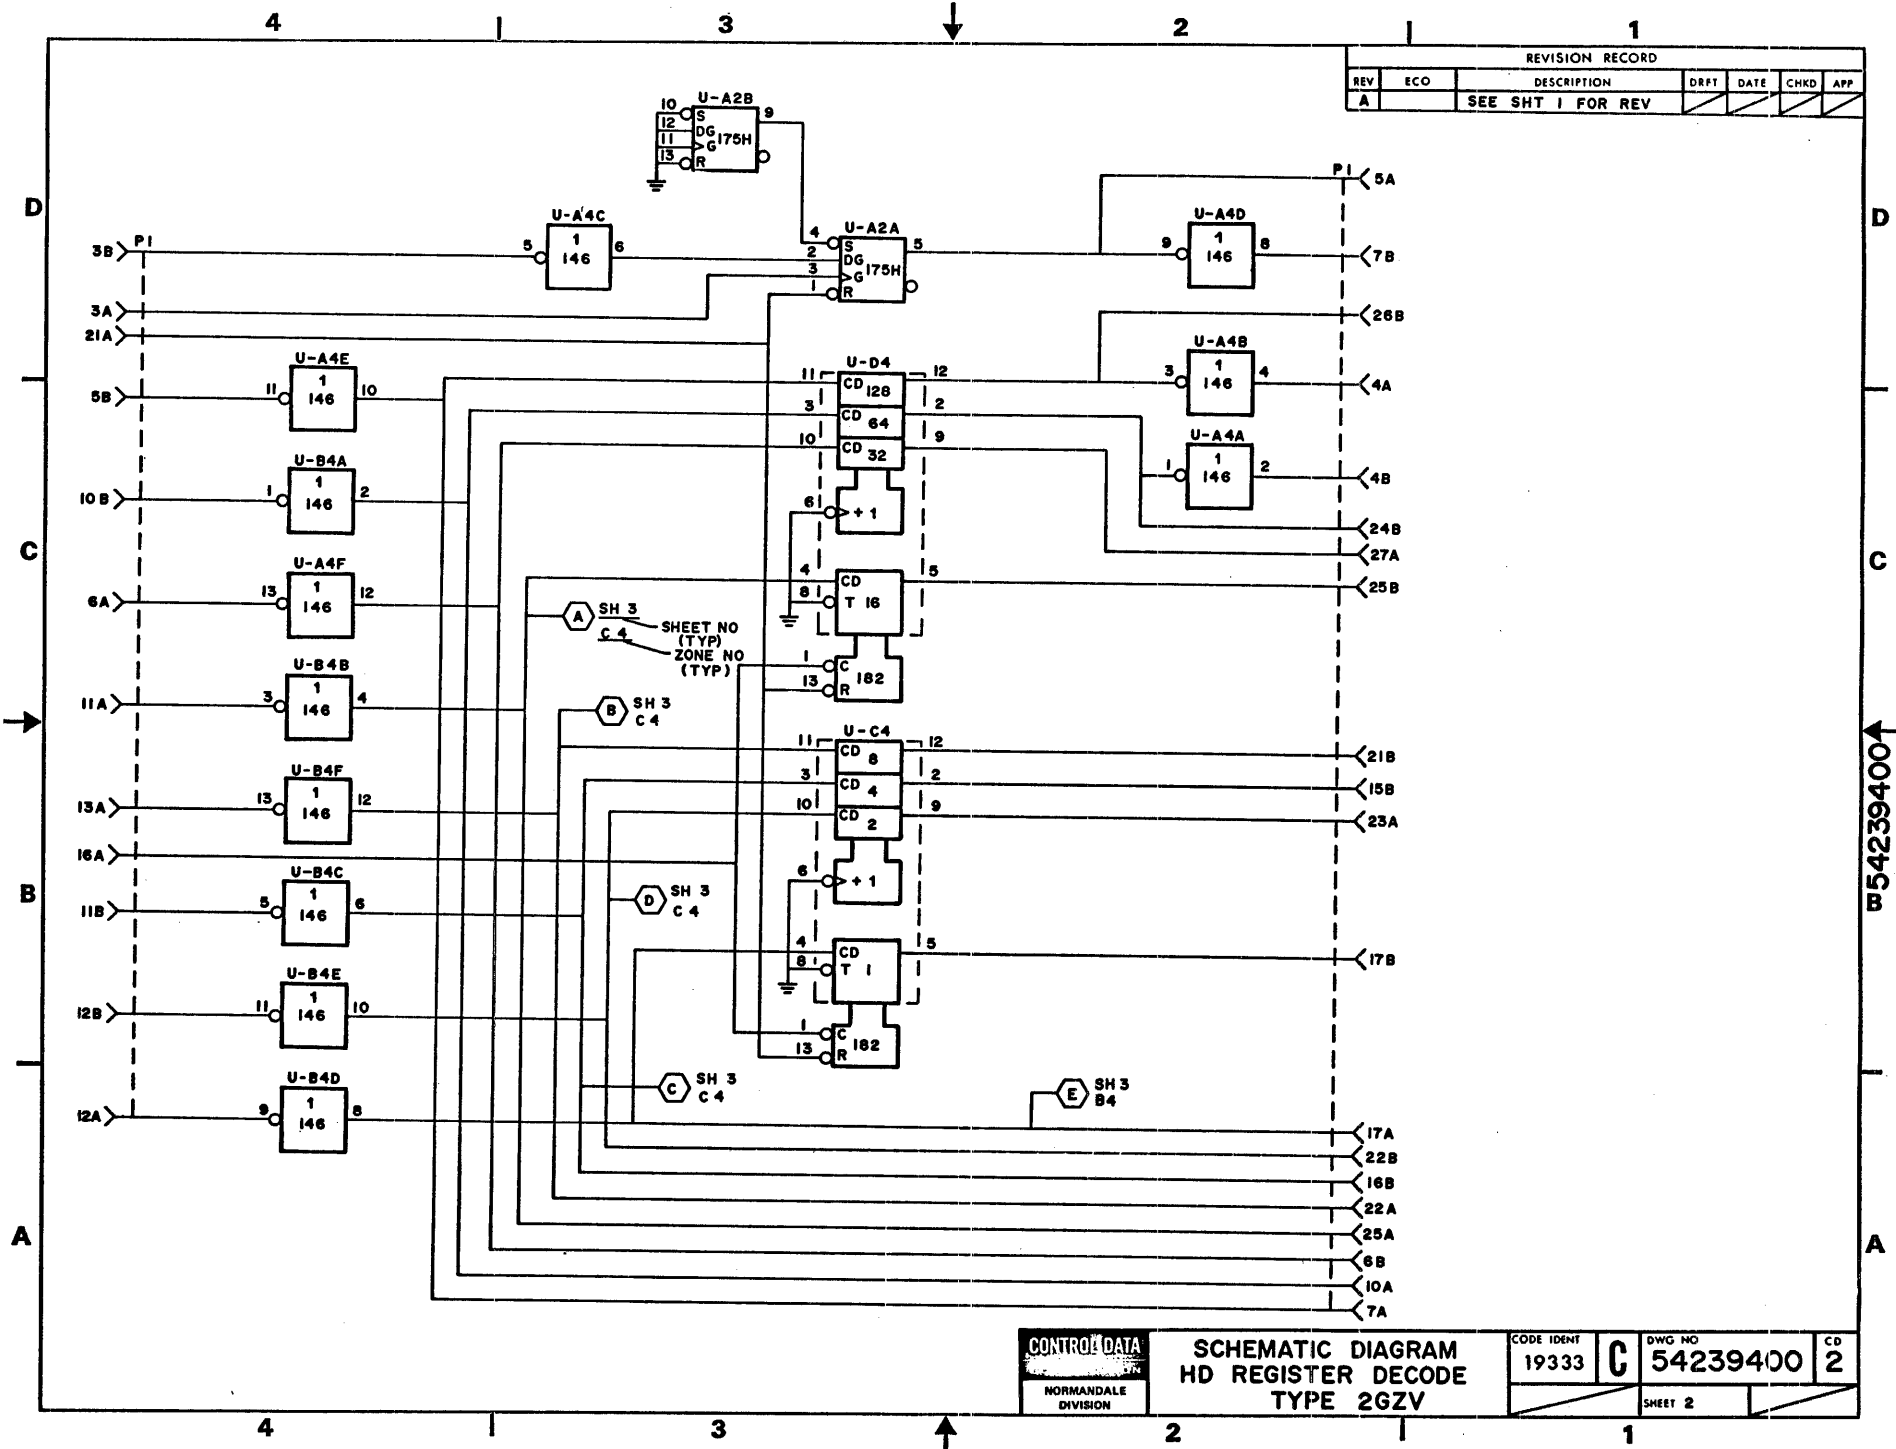 4 3 2 1
REVISION RECORD
REV ECO DESCRIPTION DRFT DATE CHKD APP
A SEE SHT 1 FOR REV
U-A2B
10 S 9
12 DG
11 G 175H
13 R
P1 5A
D D
U-A4C
3B P1 5 1 6
146
U-A2A
4 S 5
2 DG
3 G 175H
1 R
U-A4D
9 1 8 7B
146
3A
21A
26B
U-A4B
3 1 4 4A
146
U-A4E
5B 11 1 10
146
U-D4
11 CD 128 12
3 CD 64 2
10 CD 32 9
6 +1
U-A4A
1 1 2 4B
146
24B
27A
U-B4A
10B 1 1 2
146
C C
U-A4F
6A 13 1 12
146
4 CD 5 25B
8 T 16
A SH 3
C 4
SHEET NO
(TYP)
ZONE NO
(TYP)
1 C
182
13 R
U-B4B
11A 3 1 4
146
B SH 3
C 4
U-C4
11 CD 8 12 21B
3 CD 4 2 15B
10 CD 2 9 23A
6 +1
U-B4F
13A 13 1 12
146
16A
B
B54239400
U-B4C
11B 5 1 6
146
D SH 3
C 4
4 CD 5 17B
8 T 1
U-B4E
12B 11 1 10
146
1 C
182
13 R
U-B4D
12A 9 1 8
146
C SH 3
C 4
E SH 3
B4
17A
22B
16B
22A
25A
6B
10A
7A
A A
CONTROL DATA
NORMANDALE
DIVISION
SCHEMATIC DIAGRAM
HD REGISTER DECODE
TYPE 2GZV
CODE IDENT
19333
C
DWG NO
54239400
CD
2
SHEET 2
4 3 2 1